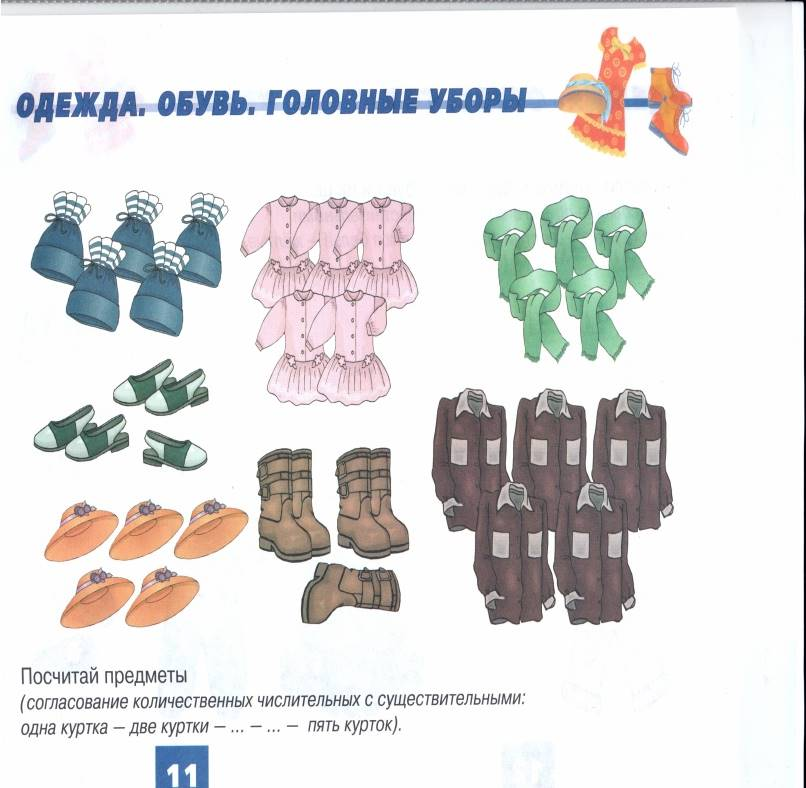 ОДЕЖДА. ОБУВЬ. ГОЛОВНЫЕ УБОРЫ
Посчитай предметы
(согласование количественных числительных с существительными:
одна куртка – две куртки – ... – ... – пять курток).
11